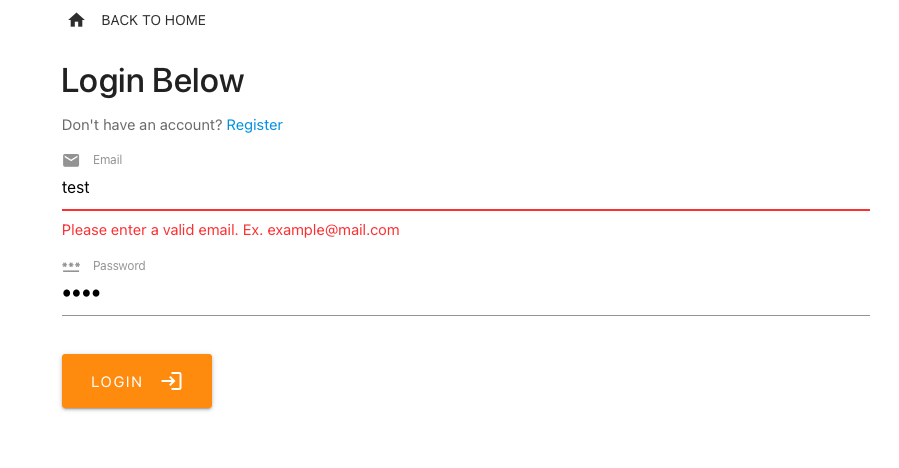 BACK TO HOME
Login Below
Don't have an account? Register
Email
test
Please enter a valid email. Ex. example@mail.com
Password
••••
LOGIN